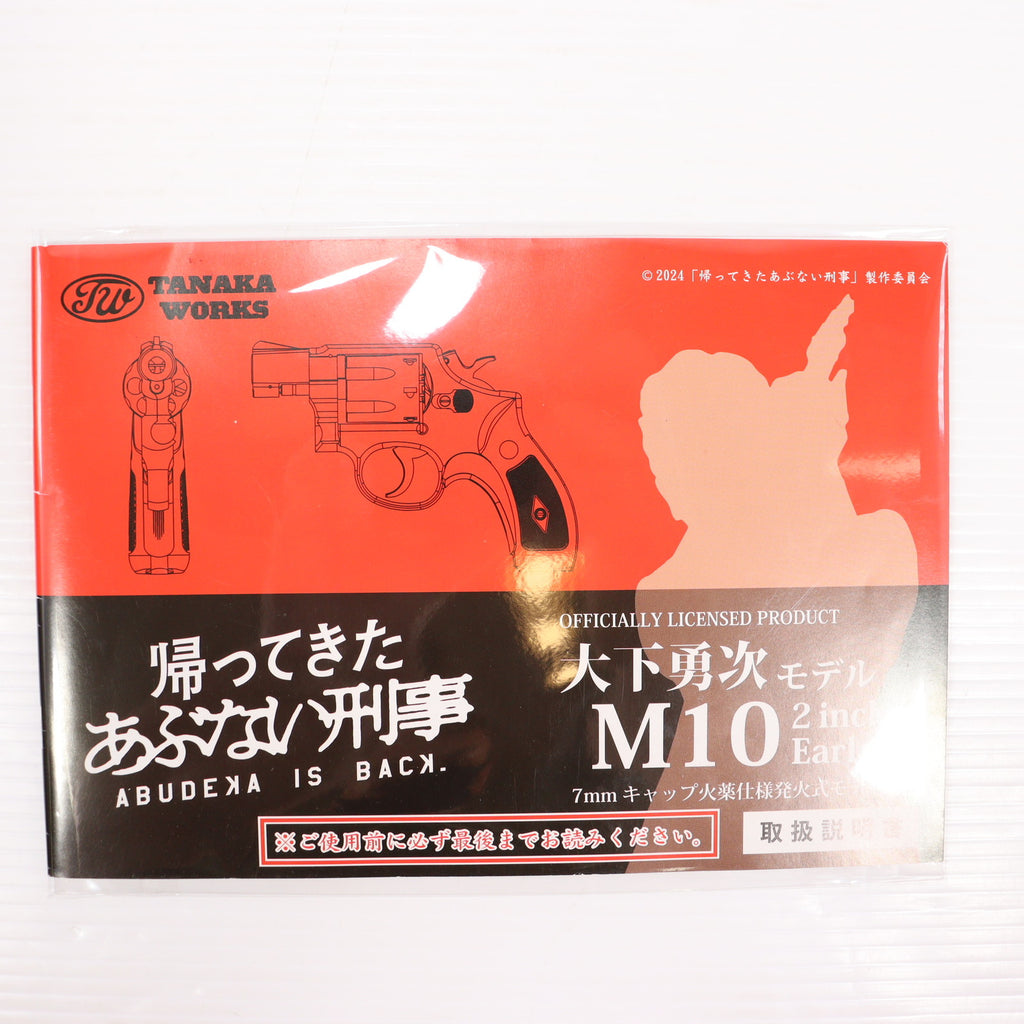 TW
TANAKA
WORKS
©2024「帰ってきたあぶない刑事」製作委員会
帰ってきた
あぶない刑事
ABUDEKA IS BACK.
OFFICIALLY LICENSED PRODUCT
大下勇次 モデル
M10 2
7mm キャップ火薬仕様発火式
※ご使用前に必ず最後までお読みください。
取扱説明書